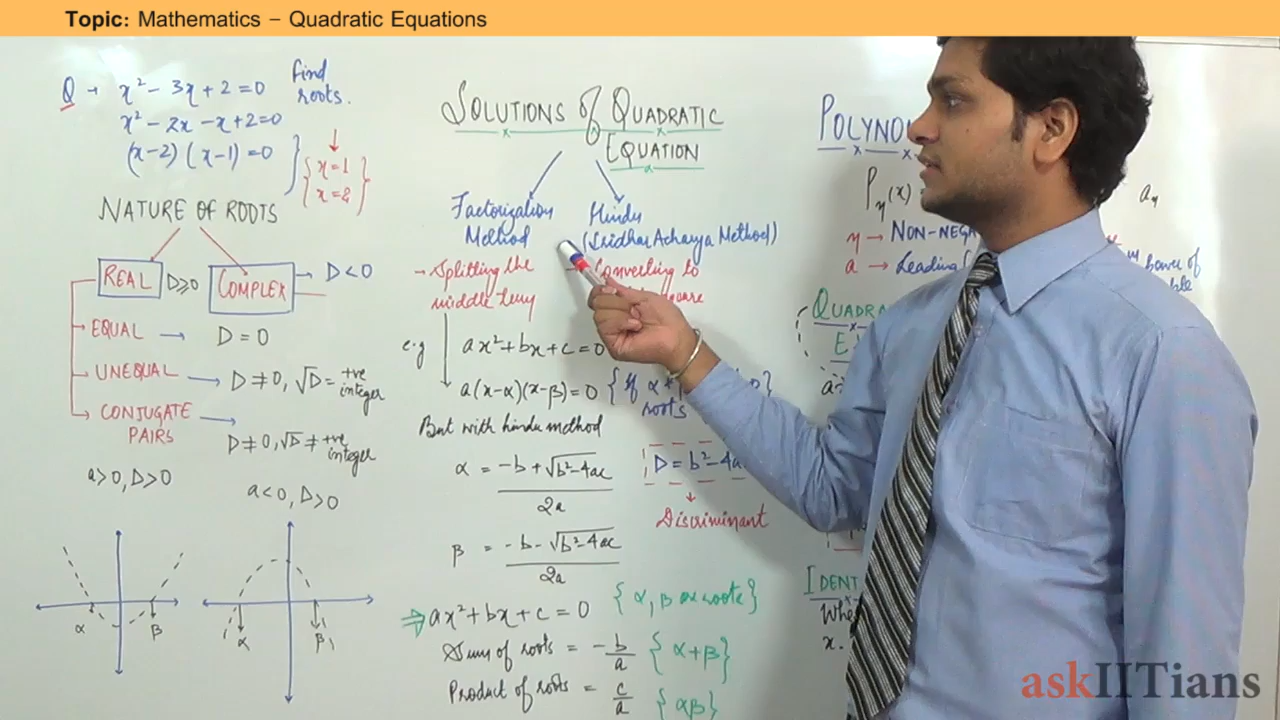 Topic: Mathematics – Quadratic Equations
Q → x² − 3x + 2 = 0 find roots.
x² − 2x − x + 2 = 0
(x−2) (x−1) = 0
x = 1
x = 2
NATURE OF ROOTS
REAL D≥0
COMPLEX → D < 0
EQUAL → D = 0
UNEQUAL → D ≠ 0, √D = +ve integer
CONJUGATE PAIRS → D ≠ 0, √D ≠ +ve integer
a>0, D>0
a<0, D>0
α β
α β
SOLUTIONS of QUADRATIC
EQUATION
Factorization
Method
→ Splitting the
middle term
Hindu
(Sridhar Acharya Method)
→ Converting to
e.g ax² + bx + c = 0
a(x−α)(x−β) = 0 {If α
roots
But with hindu method
α = (−b + √(b²−4ac)) / 2a
D = b² − 4a
Discriminant
β = (−b − √(b²−4ac)) / 2a
⇒ ax² + bx + c = 0 {α, β are roots}
Sum of roots = −b/a {α+β}
Product of roots = c/a {αβ}
POLYNO
η → NON-NEGA
a → Leading
power of
QUADRA
IDENT
Whe
x.
askIITians